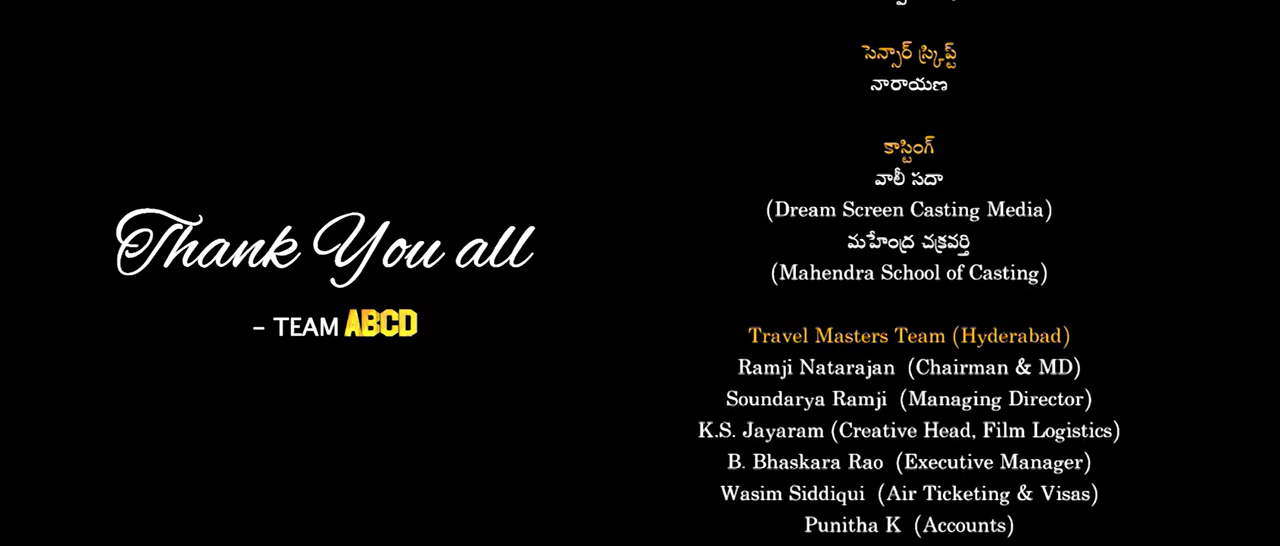 Thank You all
– TEAM ABCD
సెన్సార్ స్క్రిప్ట్
నారాయణ
కాస్టింగ్
వాలీ సదా
(Dream Screen Casting Media)
మహేంద్ర చక్రవర్తి
(Mahendra School of Casting)
Travel Masters Team (Hyderabad)
Ramji Natarajan (Chairman & MD)
Soundarya Ramji (Managing Director)
K.S. Jayaram (Creative Head, Film Logistics)
B. Bhaskara Rao (Executive Manager)
Wasim Siddiqui (Air Ticketing & Visas)
Punitha K (Accounts)